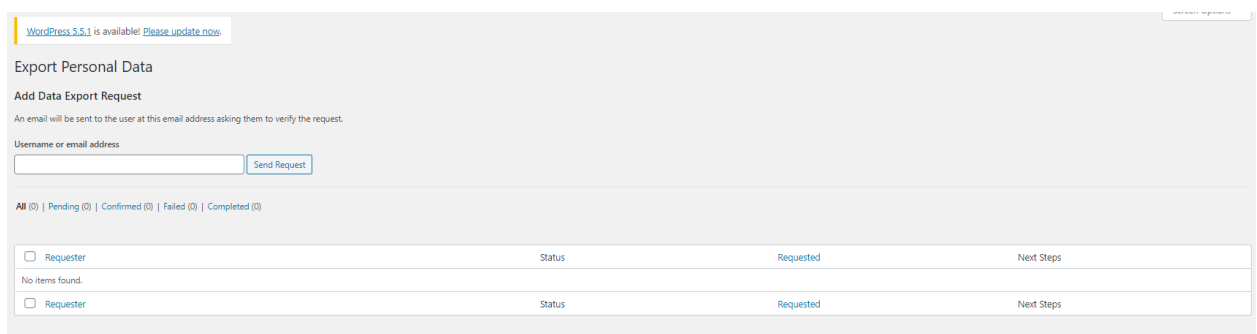 Screen Options
WordPress 5.5.1 is available! Please update now.
Export Personal Data
Add Data Export Request
An email will be sent to the user at this email address asking them to verify the request.
Username or email address
Send Request
All (0) | Pending (0) | Confirmed (0) | Failed (0) | Completed (0)
Requester Status Requested Next Steps
No items found.
Requester Status Requested Next Steps